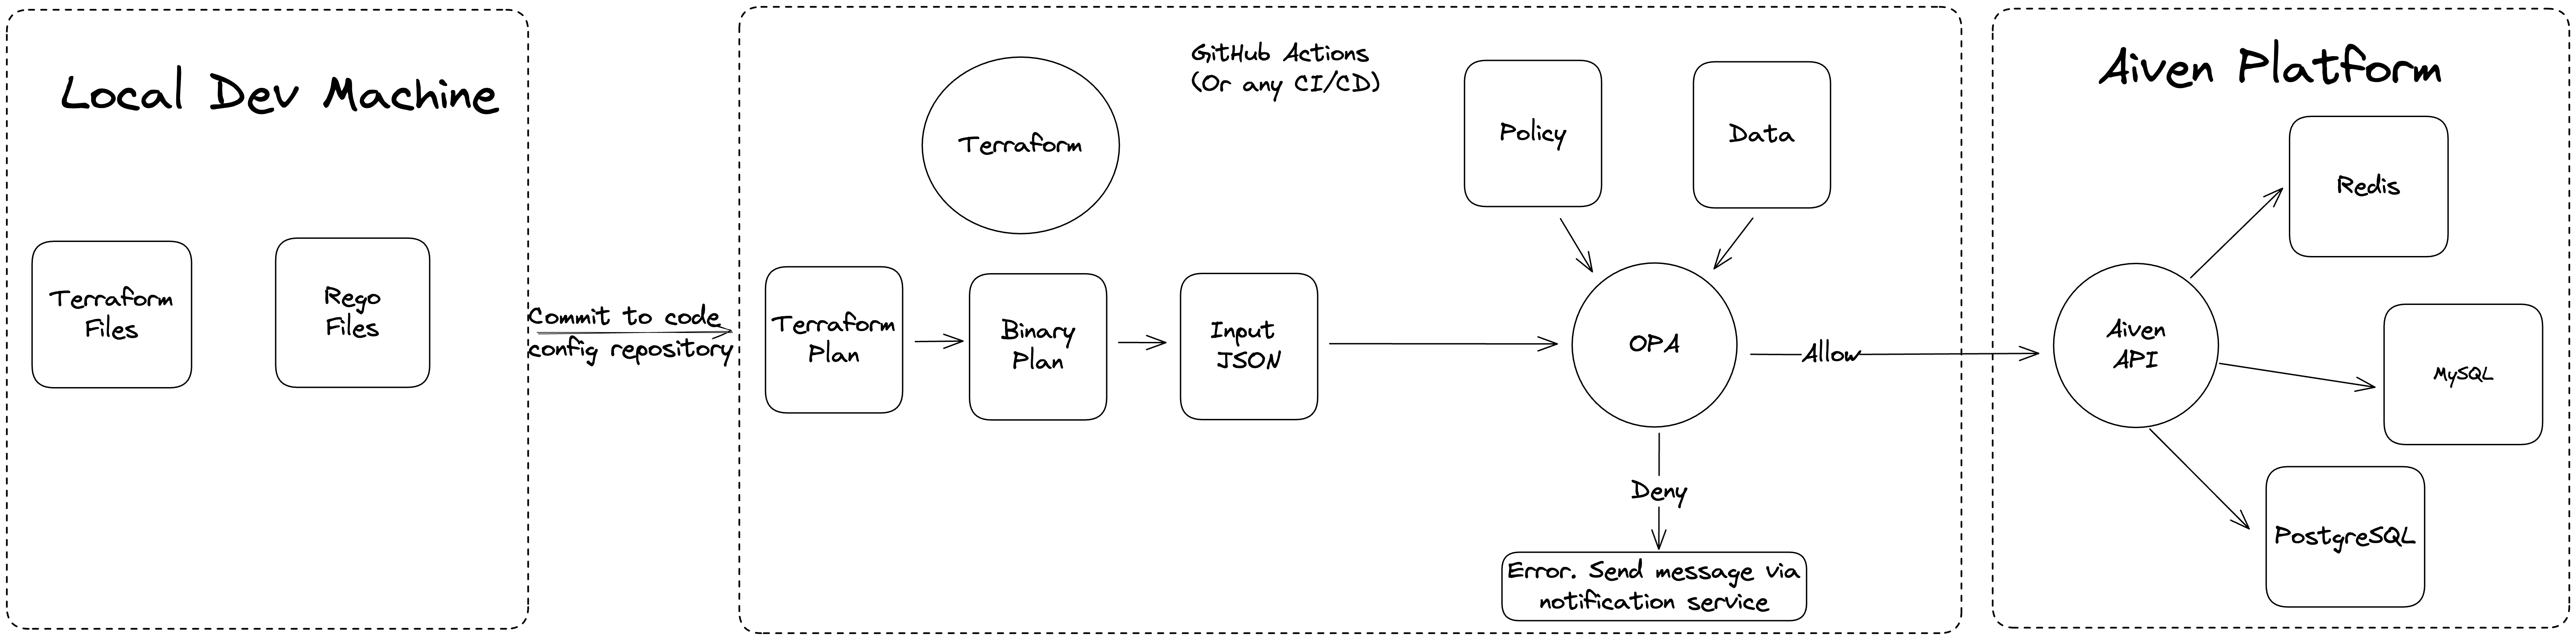 Local Dev Machine
Terraform
Files
Rego
Files
Commit to code
config repository
GitHub Actions
(Or any CI/CD)
Terraform
Terraform
Plan
Binary
Plan
Input
JSON
Policy
Data
OPA
Allow
Deny
Error. Send message via
notification service
Aiven Platform
Aiven
API
Redis
MySQL
PostgreSQL